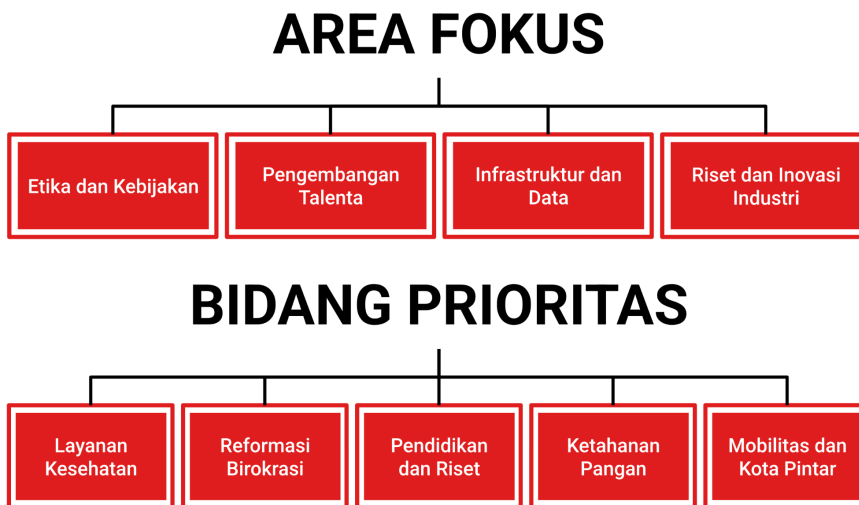 AREA FOKUS
Etika dan Kebijakan
Pengembangan
Talenta
Infrastruktur dan
Data
Riset dan Inovasi
Industri
BIDANG PRIORITAS
Layanan
Kesehatan
Reformasi
Birokrasi
Pendidikan
dan Riset
Ketahanan
Pangan
Mobilitas dan
Kota Pintar